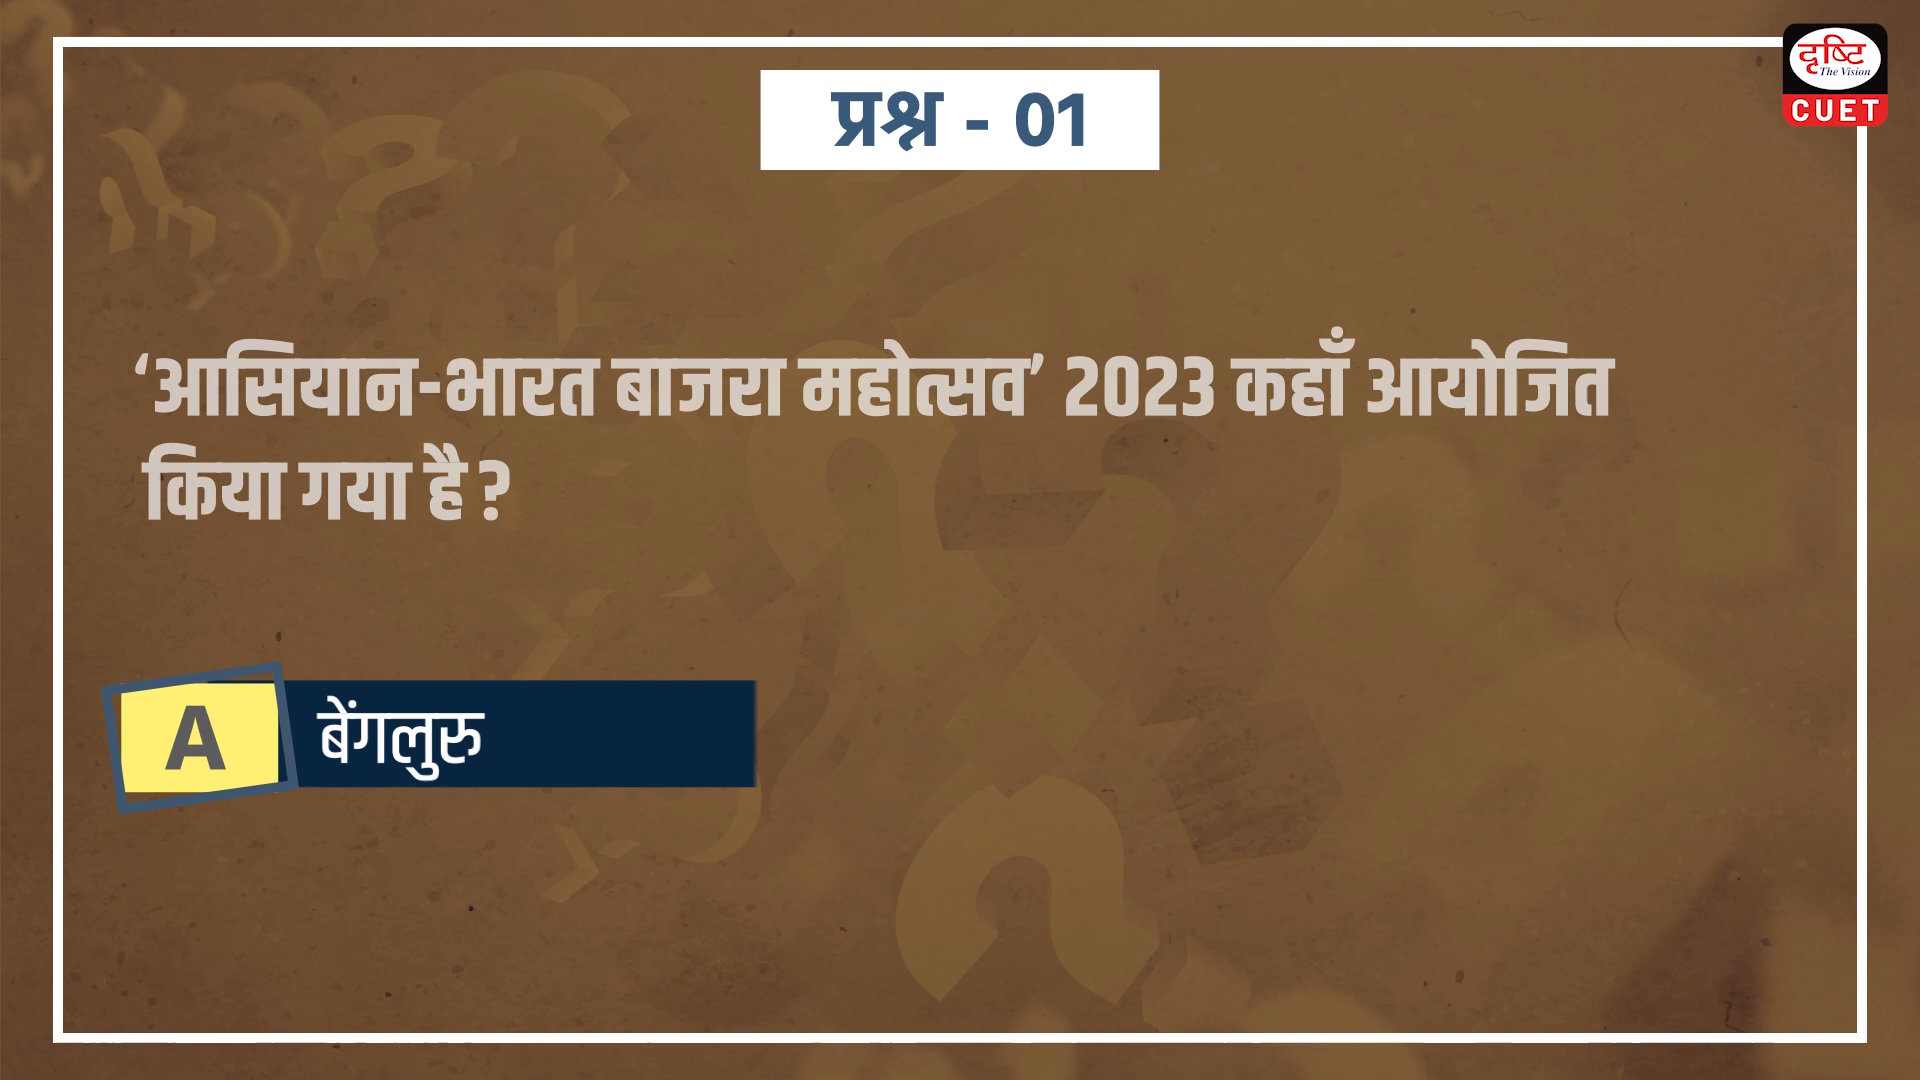 दृष्टि
The Vision
CUET
प्रश्न - 01
‘आसियान-भारत बाजरा महोत्सव’ 2023 कहाँ आयोजित
किया गया है ?
A बेंगलुरु